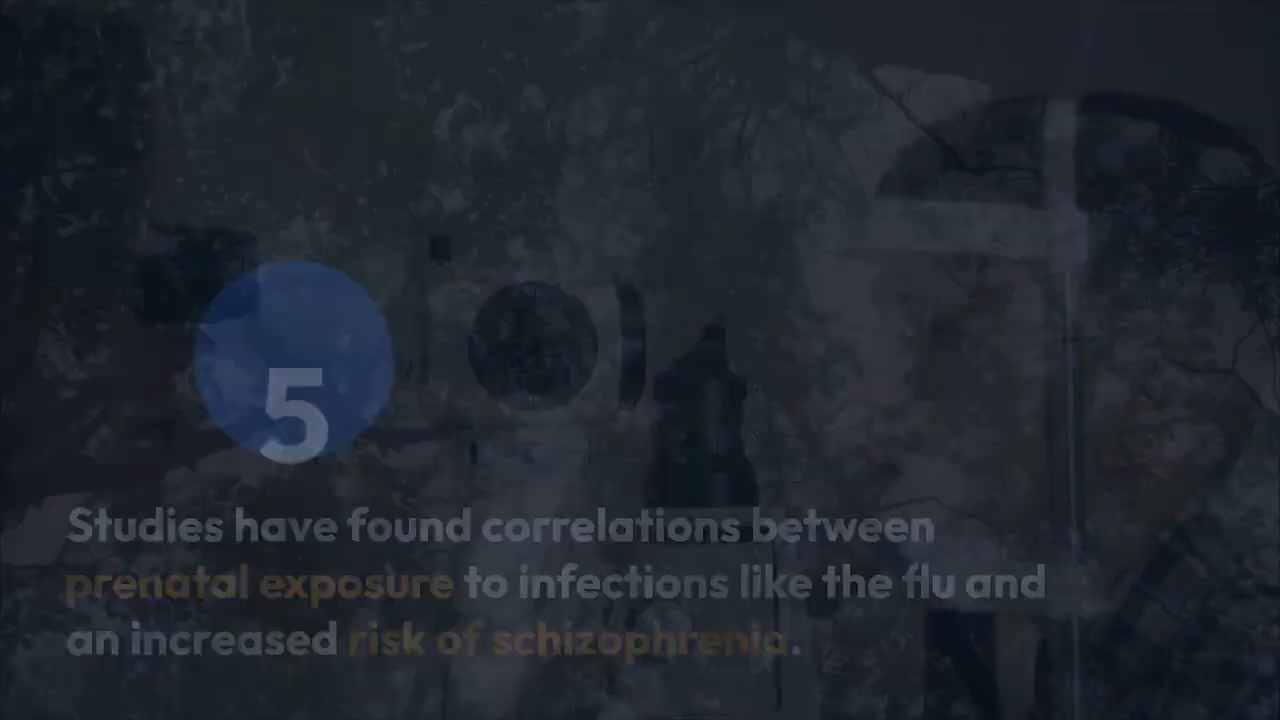 5
Studies have found correlations between
prenatal exposure to infections like the flu and
an increased risk of schizophrenia.